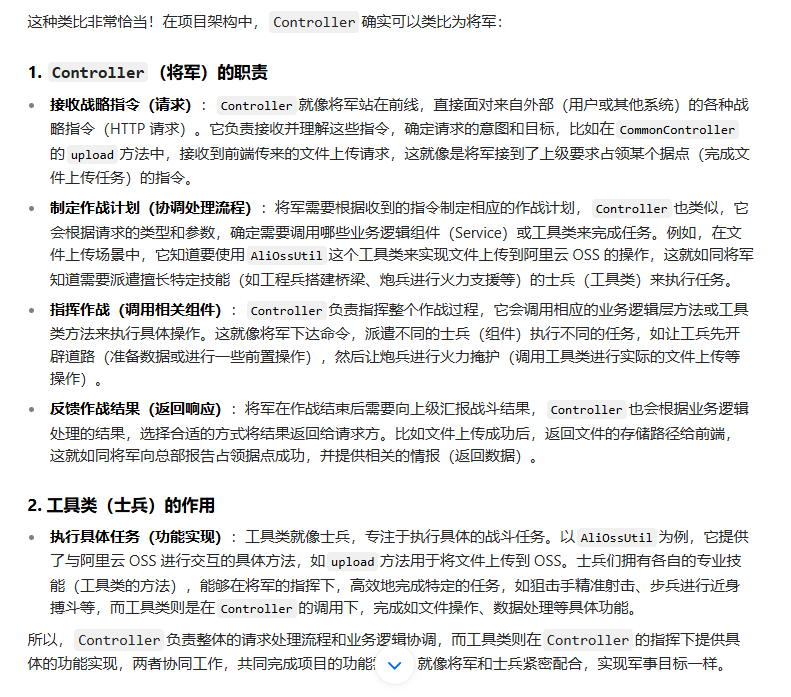 这种类比非常恰当！在项目架构中， Controller 确实可以类比为将军：
1. Controller （将军）的职责
• 接收战略指令（请求）： Controller 就像将军站在前线，直接面对来自外部（用户或其他系统）的各种战
略指令（HTTP 请求）。它负责接收并理解这些指令，确定请求的意图和目标，比如在 CommonController
的 upload 方法中，接收到前端传来的文件上传请求，这就像是将军接到了上级要求占领某个据点（完成文
件上传任务）的指令。
• 制定作战计划（协调处理流程）：将军需要根据收到的指令制定相应的作战计划， Controller 也类似，它
会根据请求的类型和参数，确定需要调用哪些业务逻辑组件（Service）或工具类来完成任务。例如，在文
件上传场景中，它知道要使用 AliOssUtil 这个工具类来实现文件上传到阿里云 OSS 的操作，这就如同将军
知道需要派遣擅长特定技能（如工程兵搭建桥梁、炮兵进行火力支援等）的士兵（工具类）来执行任务。
• 指挥作战（调用相关组件）： Controller 负责指挥整个作战过程，它会调用相应的业务逻辑层方法或工具
类方法来执行具体操作。这就像将军下达命令，派遣不同的士兵（组件）执行不同的任务，如让工兵先开
辟道路（准备数据或进行一些前置操作），然后让炮兵进行火力掩护（调用工具类进行实际的文件上传等
操作）。
• 反馈作战结果（返回响应）：将军在作战结束后需要向上级汇报战斗结果， Controller 也会根据业务逻辑
处理的结果，选择合适的方式将结果返回给请求方。比如文件上传成功后，返回文件的存储路径给前端，
这就如同将军向总部报告占领据点成功，并提供相关的情报（返回数据）。
2. 工具类（士兵）的作用
• 执行具体任务（功能实现）：工具类就像士兵，专注于执行具体的战斗任务。以 AliOssUtil 为例，它提供
了与阿里云 OSS 进行交互的具体方法，如 upload 方法用于将文件上传到 OSS。士兵们拥有各自的专业技
能（工具类的方法），能够在将军的指挥下，高效地完成特定的任务，如狙击手精准射击、步兵进行近身
搏斗等，而工具类则是在 Controller 的调用下，完成如文件操作、数据处理等具体功能。
所以， Controller 负责整体的请求处理流程和业务逻辑协调，而工具类则在 Controller 的指挥下提供具
体的功能实现，两者协同工作，共同完成项目的功能 就像将军和士兵紧密配合，实现军事目标一样。